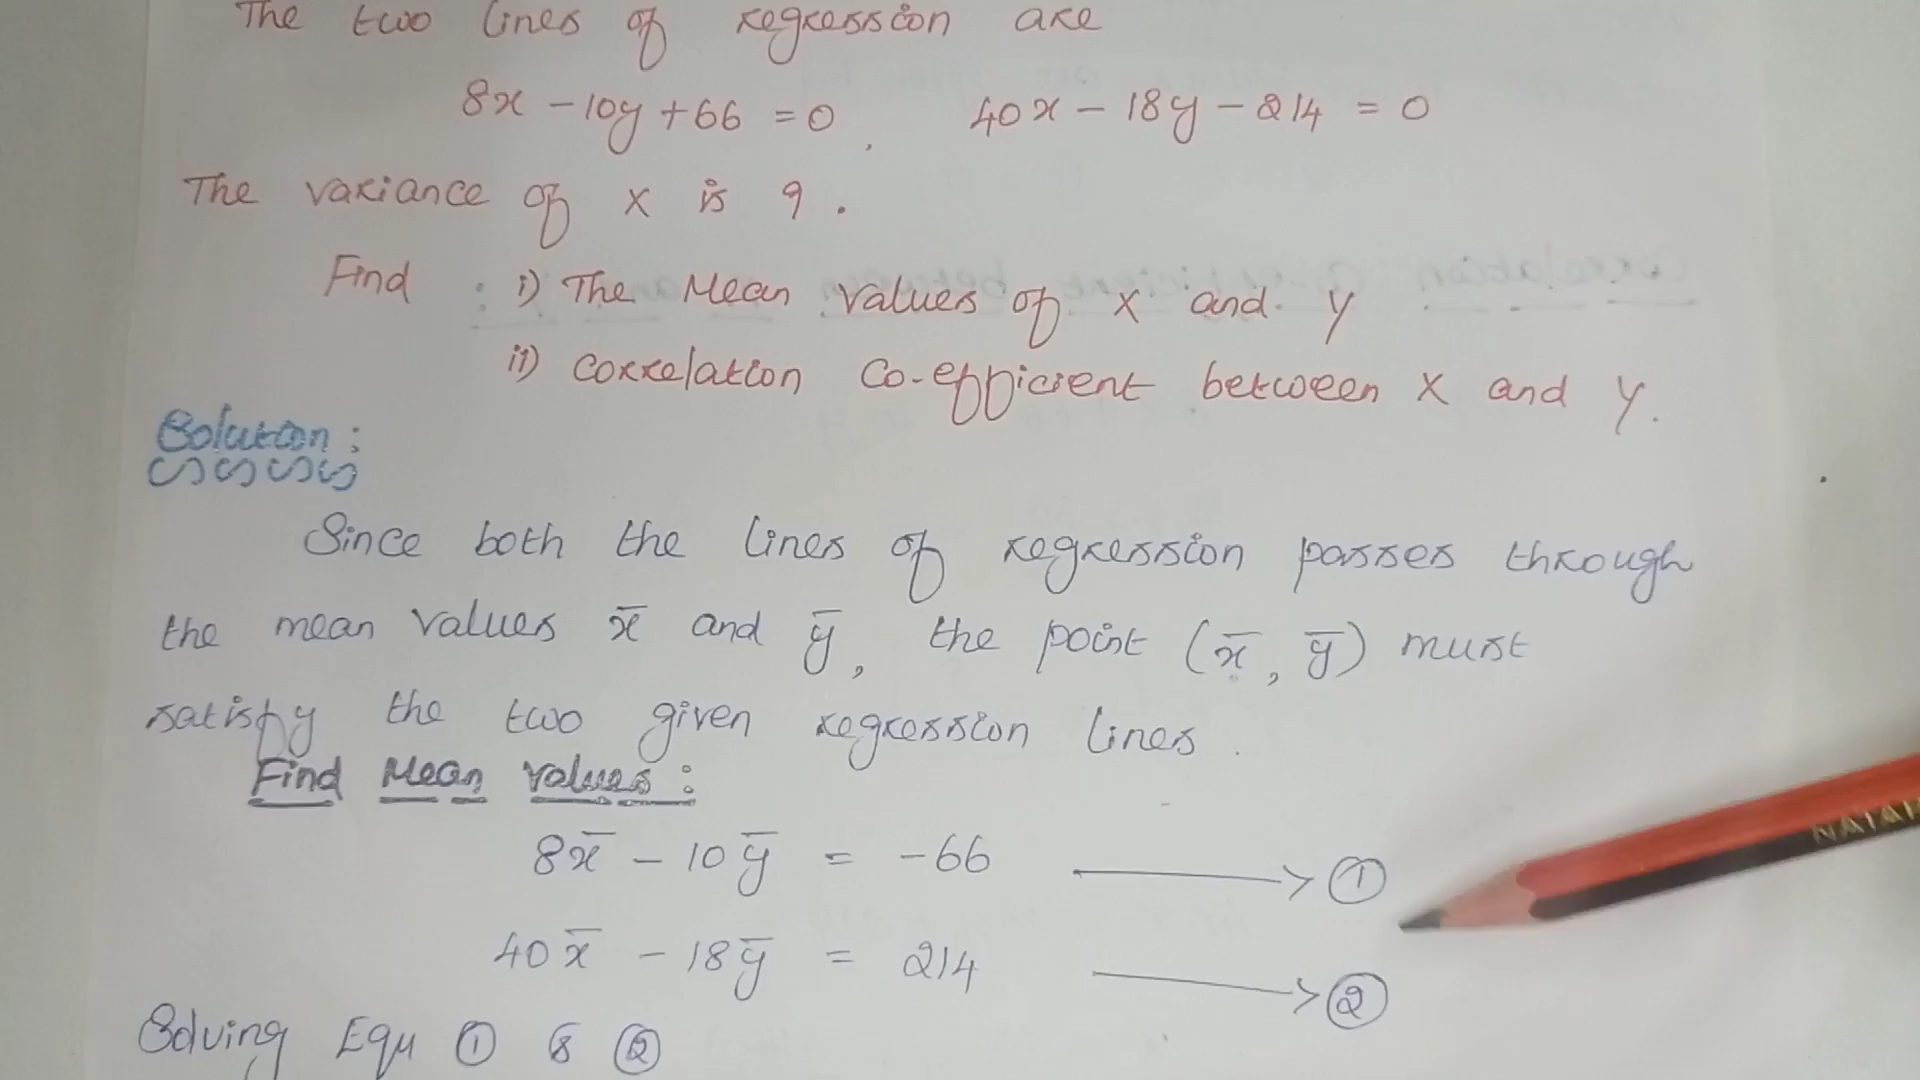 The two lines of regression are
8x - 10y + 66 = 0, 40x - 18y - 214 = 0
The variance of x is 9.
Find : i) The Mean values of x and y
ii) correlation co-efficient between x and y.
Solution:
Since both the lines of regression passes through
the mean values x̄ and ȳ, the point (x̄, ȳ) must
satisfy the two given regression lines.
Find Mean values:
8x̄ - 10ȳ = -66 → ①
40x̄ - 18ȳ = 214 → ②
Solving Equ ① & ②
NATAR